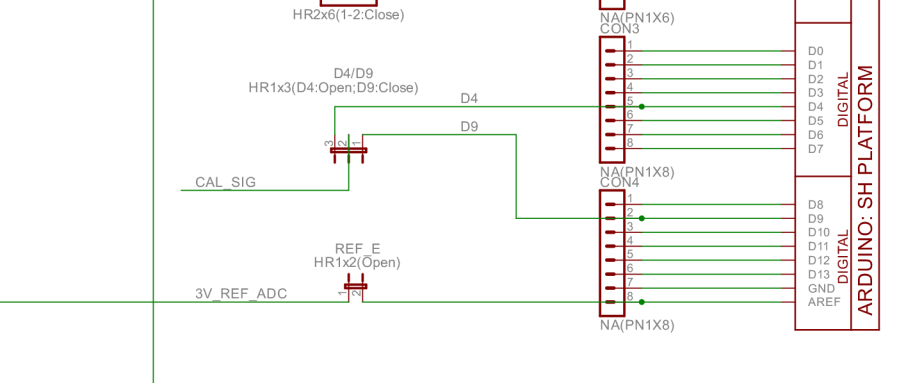 HR2x6(1-2:Close)
NA(PN1X6)
CON3
1
2
3
4
5
6
7
8
D0
D1
D2
D3
D4
D5
D6
D7
DIGITAL
D4/D9
HR1x3(D4:Open;D9:Close)
D4
D9
3
2
1
CAL_SIG
NA(PN1X8)
CON4
1
2
3
4
5
6
7
8
D8
D9
D10
D11
D12
D13
GND
AREF
DIGITAL
ARDUINO: SH PLATFORM
REF_E
HR1x2(Open)
3V_REF_ADC
1
2
NA(PN1X8)